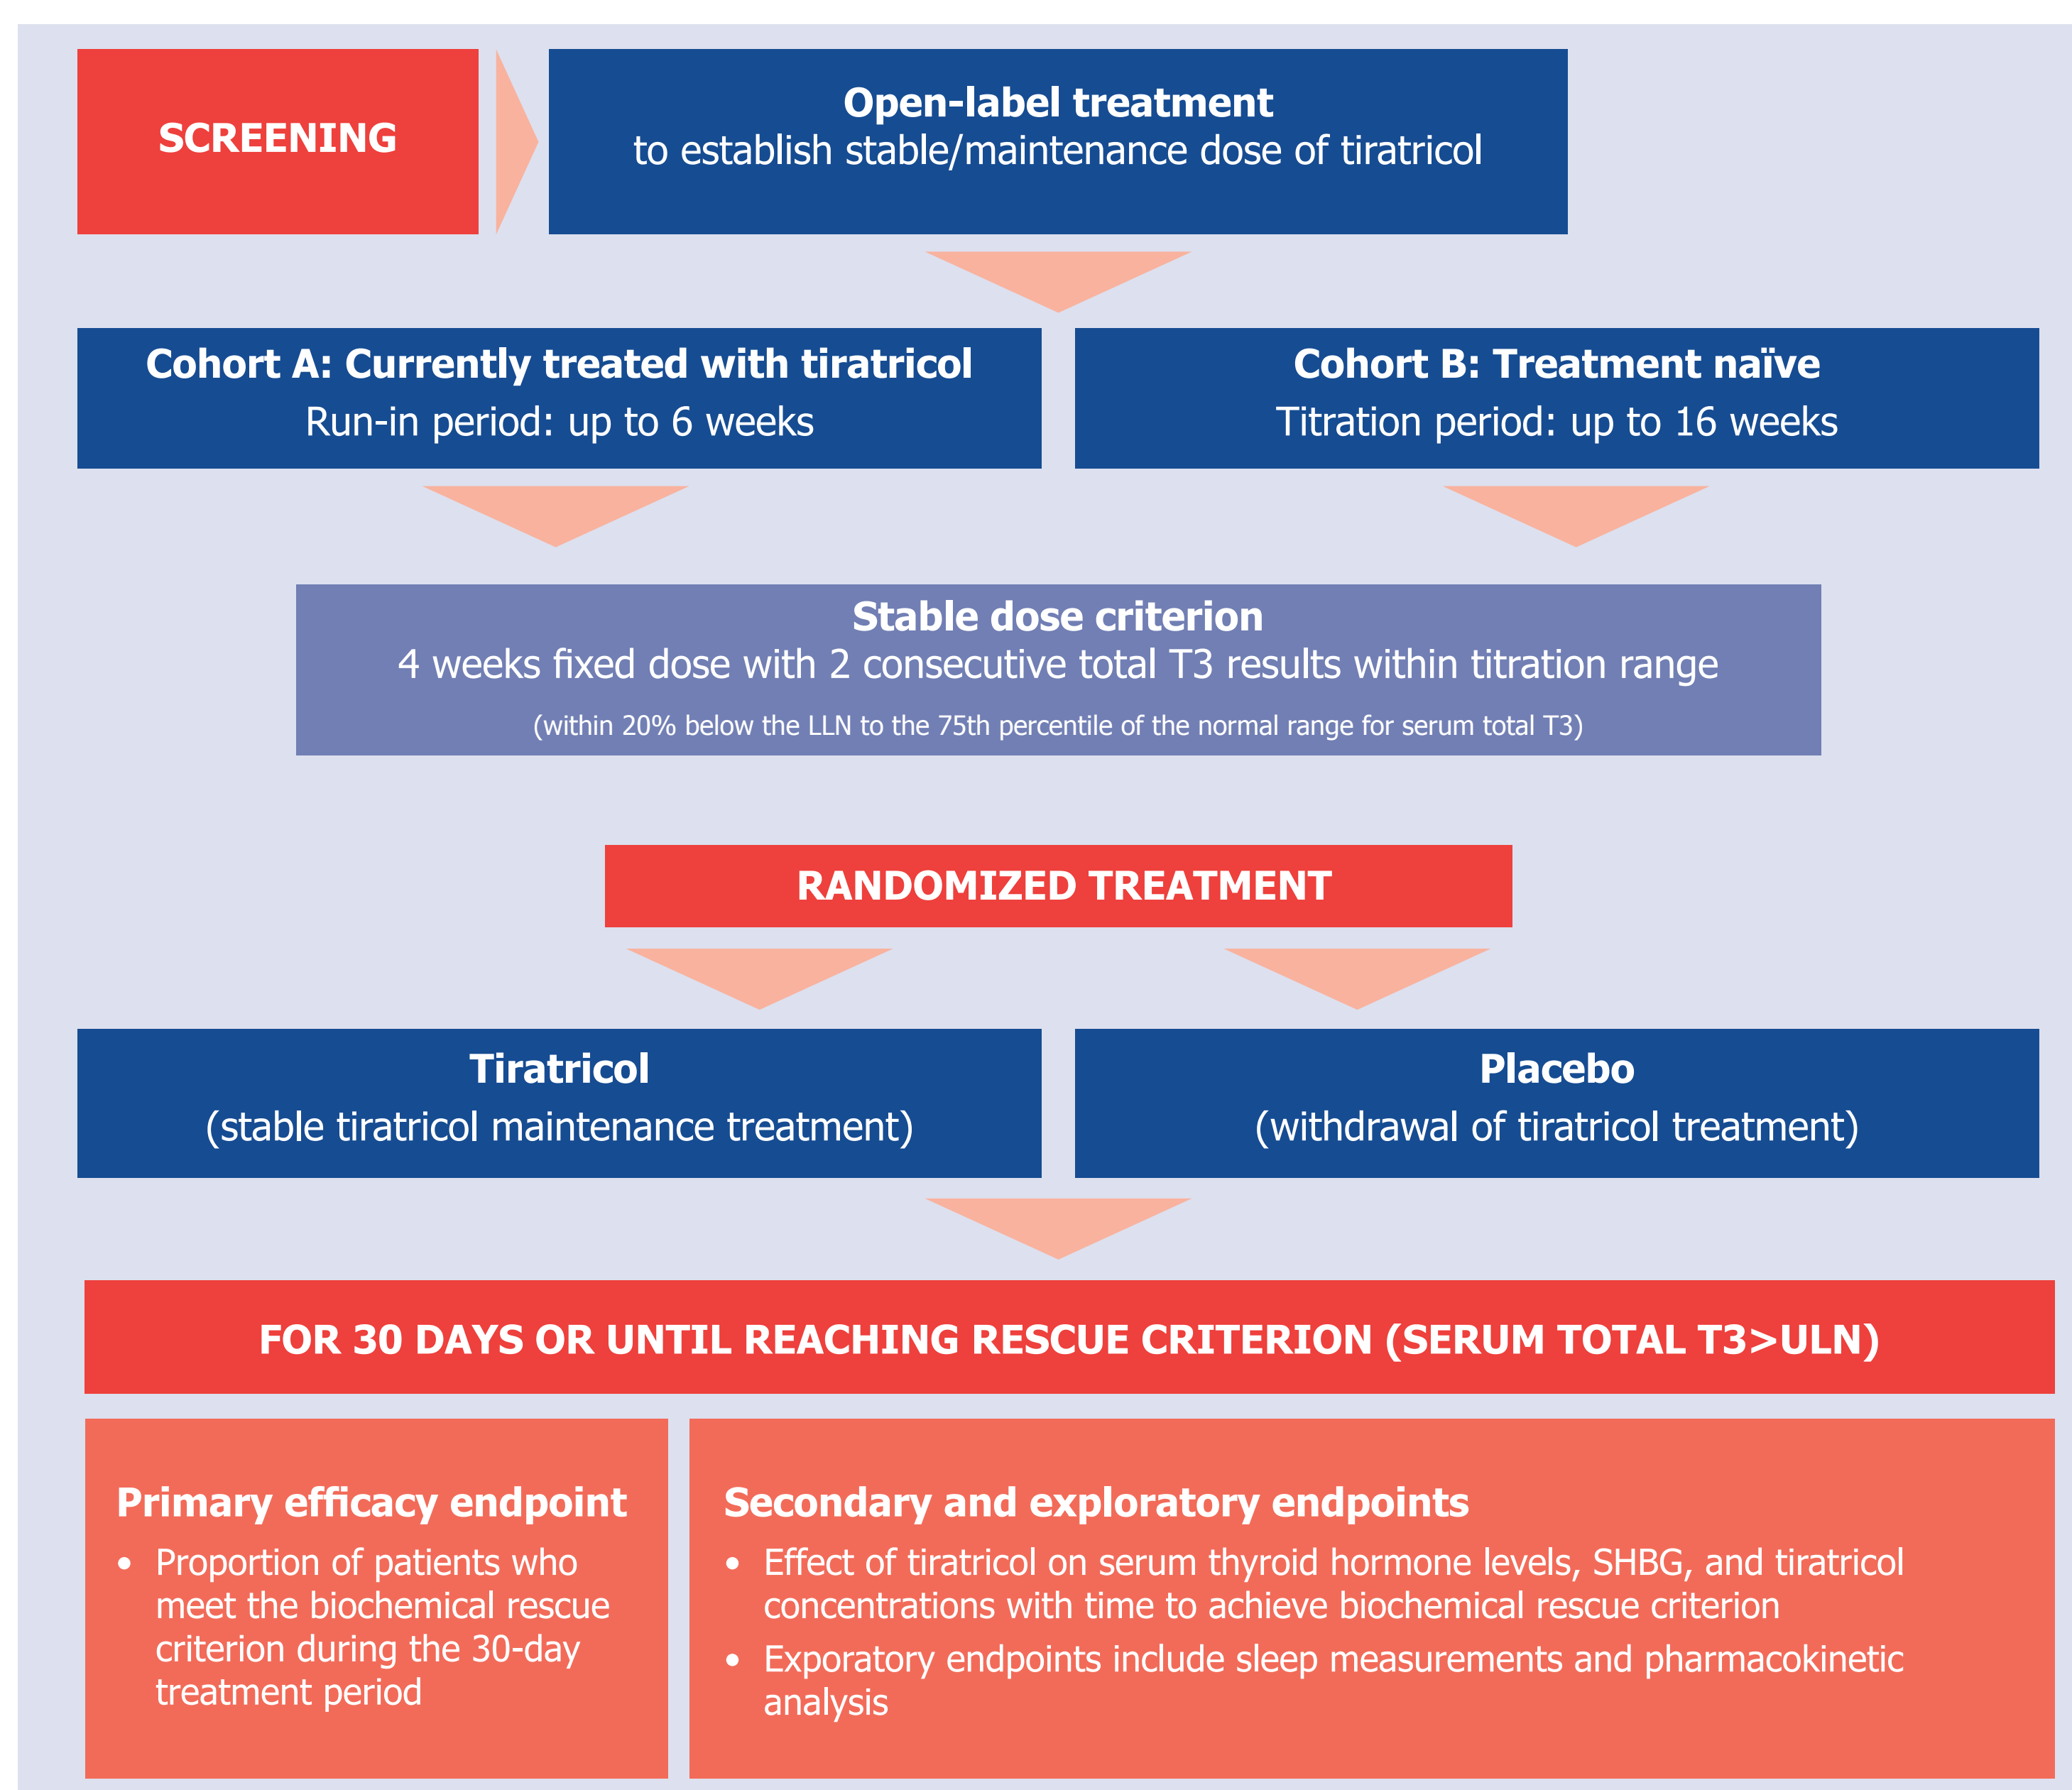 SCREENING
Open-label treatment
to establish stable/maintenance dose of tiratricol
Cohort A: Currently treated with tiratricol
Run-in period: up to 6 weeks
Cohort B: Treatment naïve
Titration period: up to 16 weeks
Stable dose criterion
4 weeks fixed dose with 2 consecutive total T3 results within titration range
(within 20% below the LLN to the 75th percentile of the normal range for serum total T3)
RANDOMIZED TREATMENT
Tiratricol
(stable tiratricol maintenance treatment)
Placebo
(withdrawal of tiratricol treatment)
FOR 30 DAYS OR UNTIL REACHING RESCUE CRITERION (SERUM TOTAL T3>ULN)
Primary efficacy endpoint
• Proportion of patients who
meet the biochemical rescue
criterion during the 30-day
treatment period
Secondary and exploratory endpoints
• Effect of tiratricol on serum thyroid hormone levels, SHBG, and tiratricol
concentrations with time to achieve biochemical rescue criterion
• Exporatory endpoints include sleep measurements and pharmacokinetic
analysis